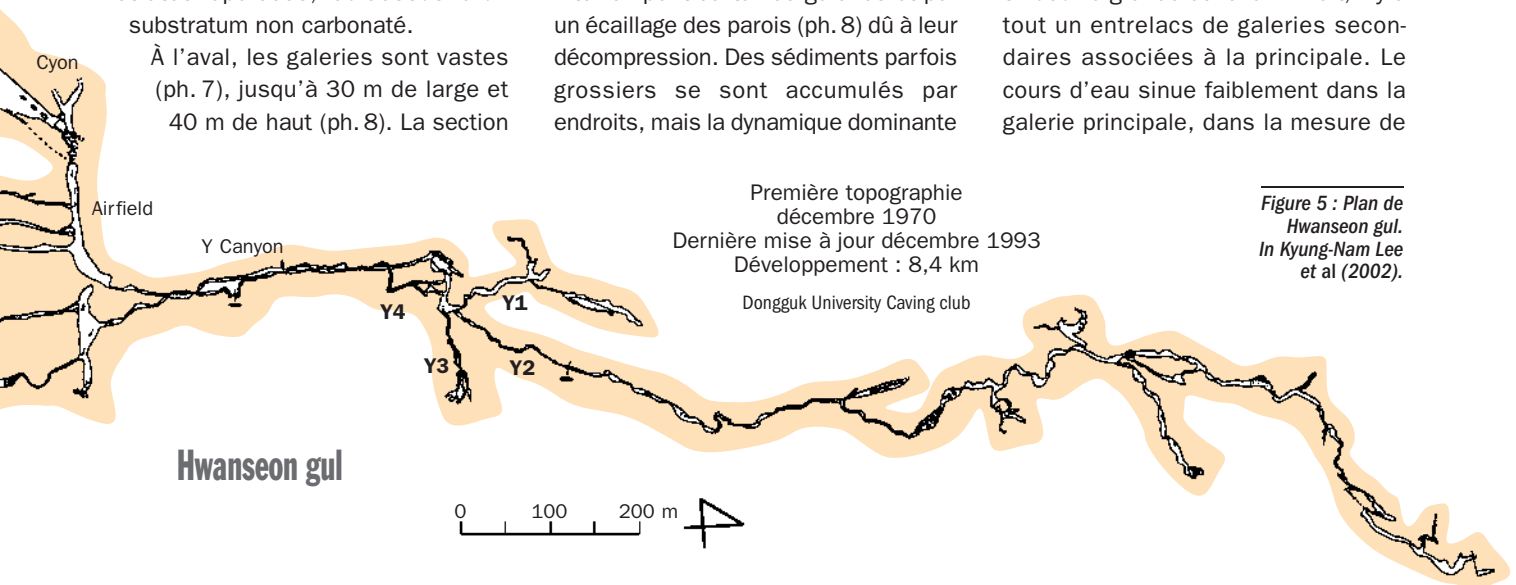 substratum non carbonaté.
À l'aval, les galeries sont vastes
(ph. 7), jusqu'à 30 m de large et
40 m de haut (ph. 8). La section
un écaillage des parois (ph. 8) dû à leur
décompression. Des sédiments parfois
grossiers se sont accumulés par
endroits, mais la dynamique dominante
tout un entrelacs de galeries secon-
daires associées à la principale. Le
cours d'eau sinue faiblement dans la
galerie principale, dans la mesure de
Cyon
Airfield
Y Canyon
Y4
Y1
Y3
Y2
Première topographie
décembre 1970
Dernière mise à jour décembre 1993
Développement : 8,4 km
Dongguk University Caving club
Figure 5 : Plan de
Hwanseon gul.
In Kyung-Nam Lee
et al (2002).
Hwanseon gul
0 100 200 m